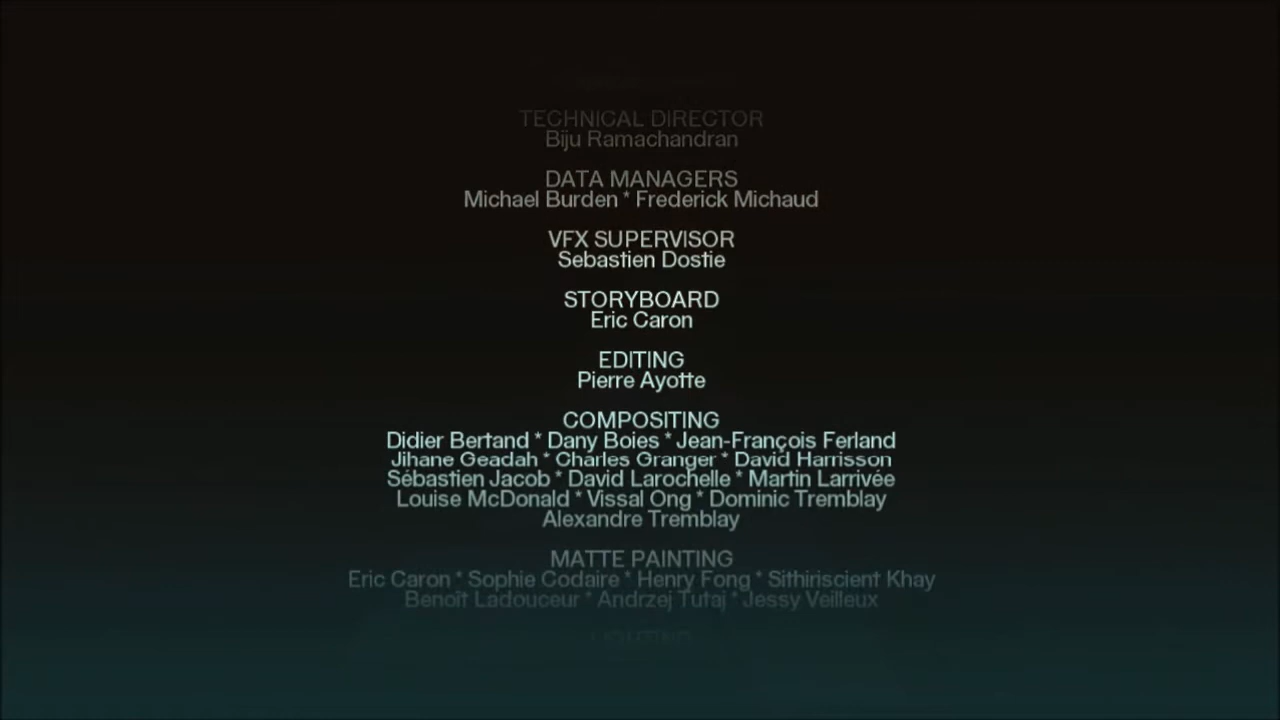 TECHNICAL DIRECTOR
Biju Ramachandran
DATA MANAGERS
Michael Burden * Frederick Michaud
VFX SUPERVISOR
Sebastien Dostie
STORYBOARD
Eric Caron
EDITING
Pierre Ayotte
COMPOSITING
Didier Bertand * Dany Boies * Jean-François Ferland
Jihane Geadah * Charles Granger * David Harrisson
Sébastien Jacob * David Larochelle * Martin Larrivée
Louise McDonald * Vissal Ong * Dominic Tremblay
Alexandre Tremblay
MATTE PAINTING
Eric Caron * Sophie Codaire * Henry Fong * Sithiriscient Khay
Benoît Ladouceur * Andrzej Tutaj * Jessy Veilleux
LIGHTING